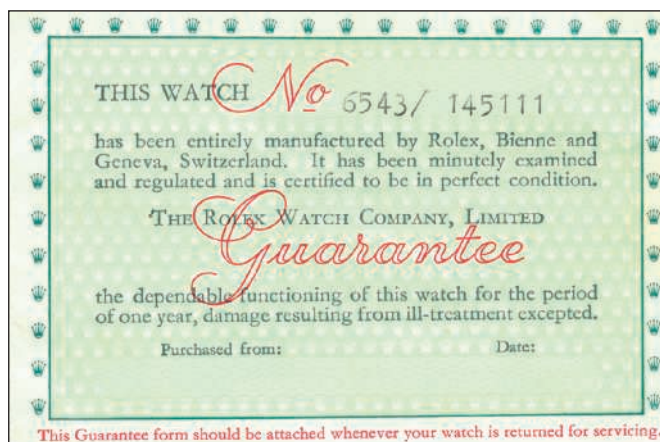 THIS WATCH No 6543/ 145111
has been entirely manufactured by Rolex, Bienne and
Geneva, Switzerland. It has been minutely examined
and regulated and is certified to be in perfect condition.
THE ROLEX WATCH COMPANY, LIMITED
Guarantee
the dependable functioning of this watch for the period
of one year, damage resulting from ill-treatment excepted.
Purchased from: Date:
This Guarantee form should be attached whenever your watch is returned for servicing.